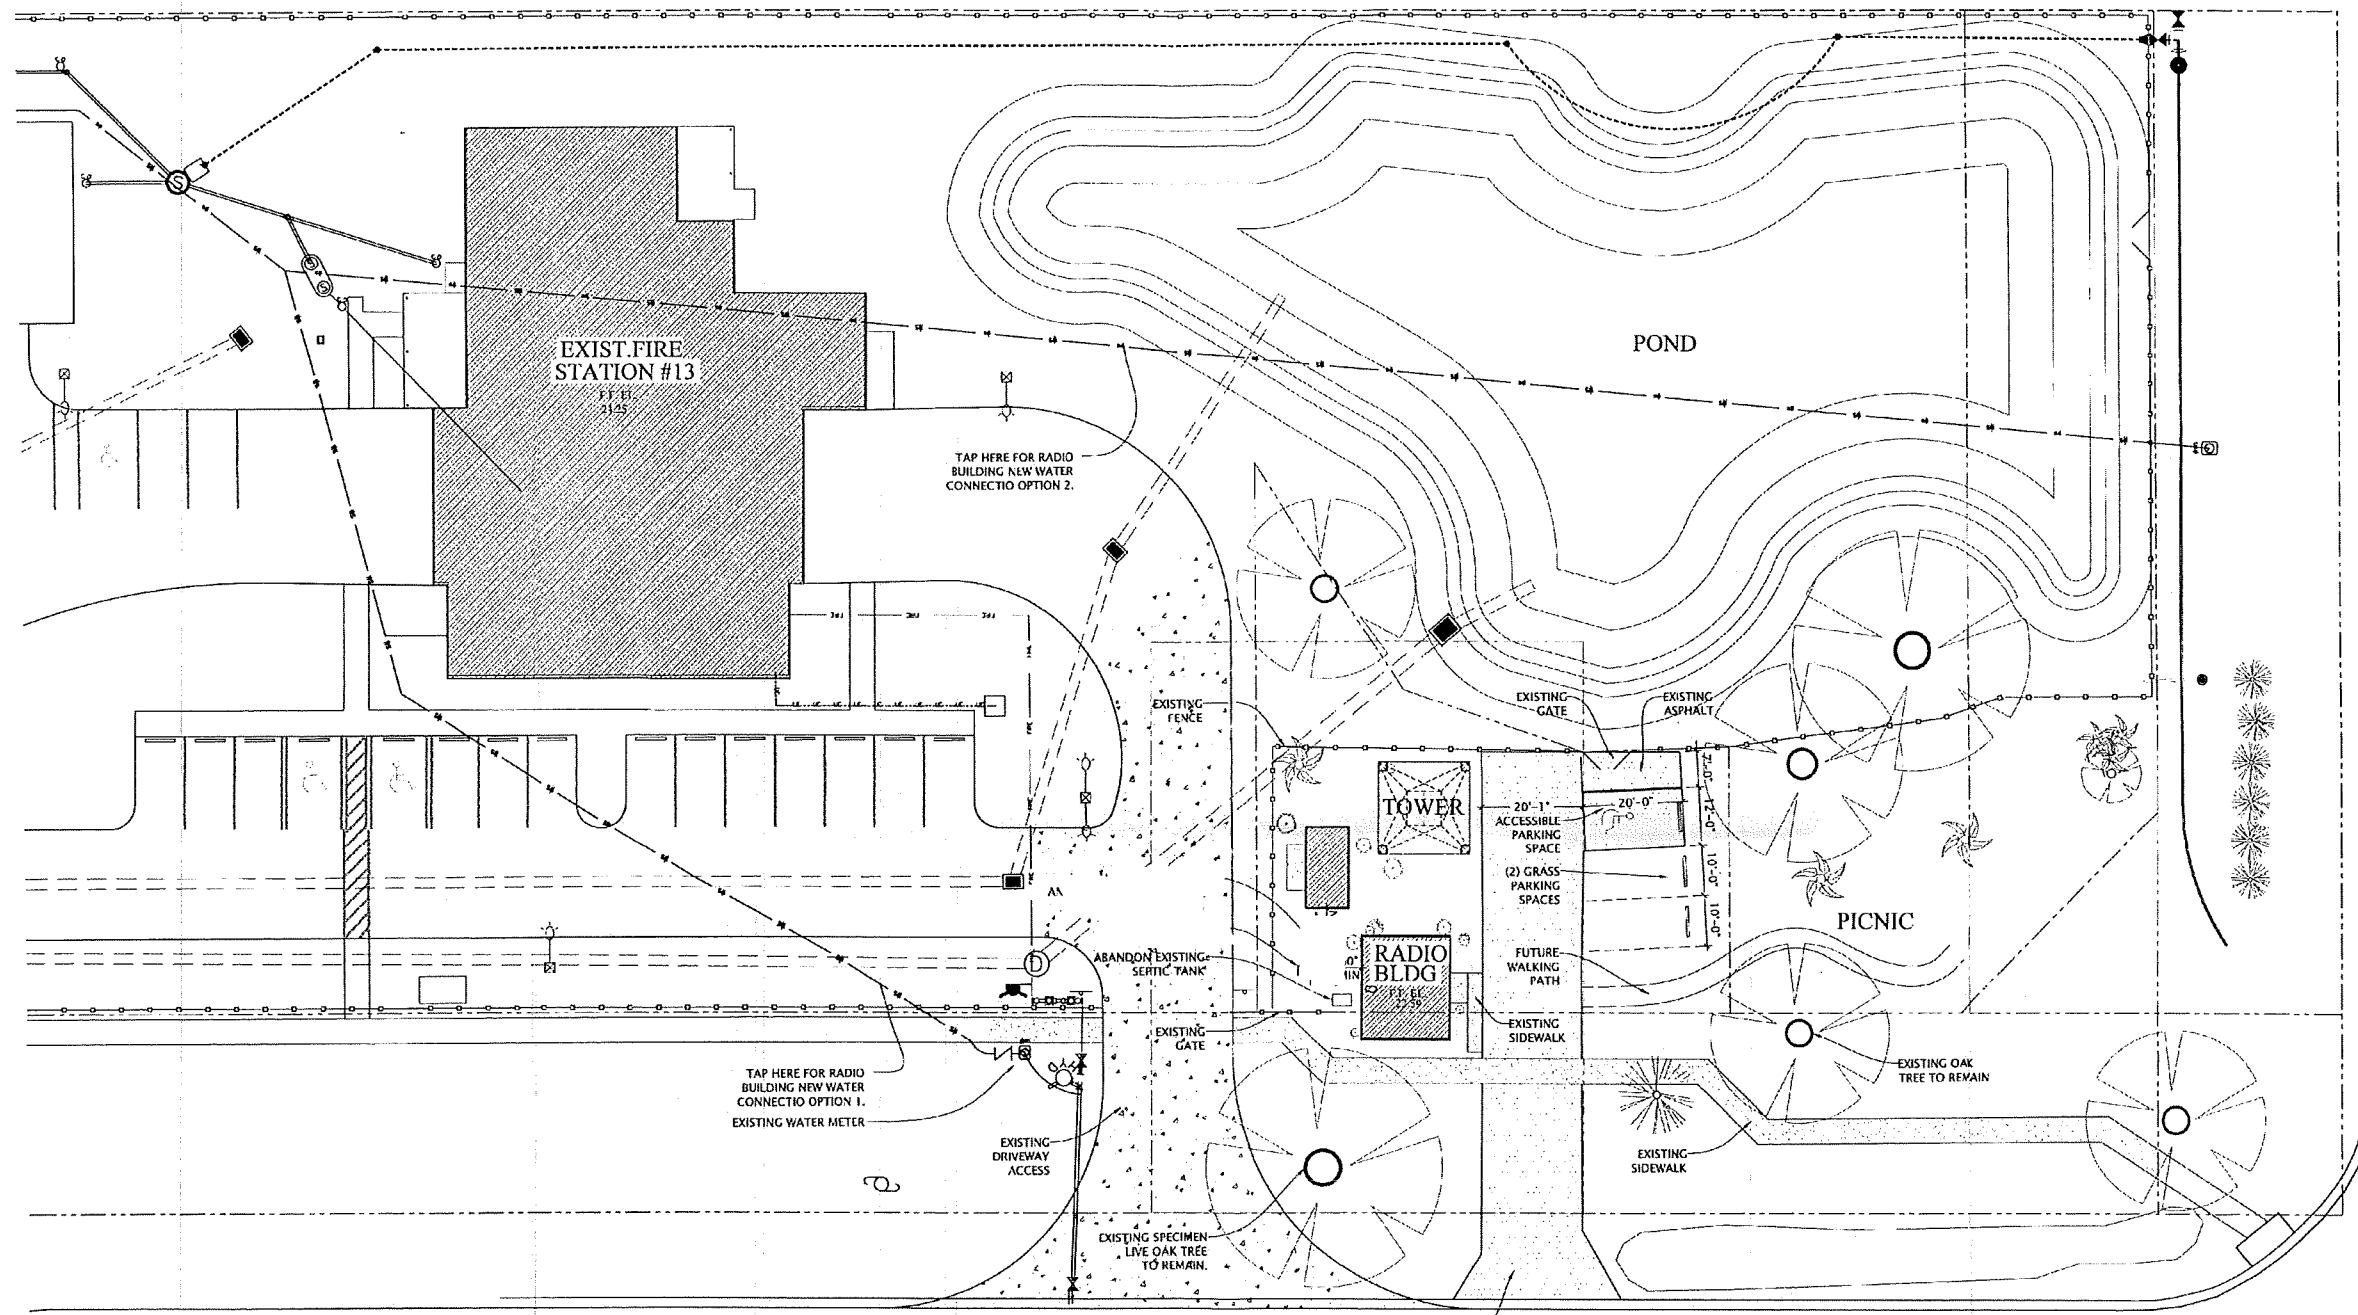 EXIST.FIRE
STATION #13
POND
TAP HERE FOR RADIO
BUILDING NEW WATER
CONNECTIO OPTION 2.
EXISTING
FENCE
EXISTING
GATE
EXISTING
ASPHALT
TOWER
20'-1"
20'-0"
7'-0"
12'-0"
10'-0"
10'-0"
ACCESSIBLE
PARKING
SPACE
(2) GRASS
PARKING
SPACES
PICNIC
ABANDON EXISTING
SEPTIC TANK
RADIO
BLDG
FUTURE
WALKING
PATH
D
S
S
S
EXISTING
GATE
EXISTING
SIDEWALK
TAP HERE FOR RADIO
BUILDING NEW WATER
CONNECTIO OPTION 1.
EXISTING WATER METER
EXISTING
DRIVEWAY
ACCESS
EXISTING OAK
TREE TO REMAIN
EXISTING
SIDEWALK
EXISTING SPECIMEN
LIVE OAK TREE
TO REMAIN.